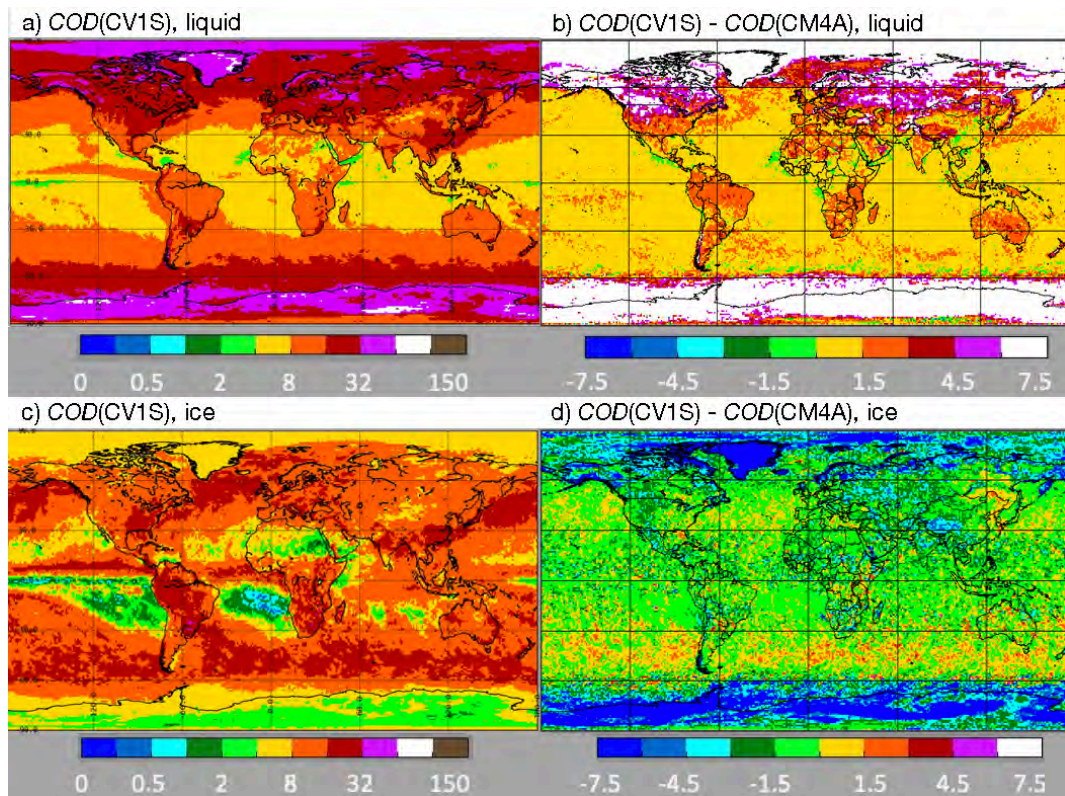 a) COD(CV1S), liquid
b) COD(CV1S) - COD(CM4A), liquid
0 0.5 2 8 32 150
-7.5 -4.5 -1.5 1.5 4.5 7.5
c) COD(CV1S), ice
d) COD(CV1S) - COD(CM4A), ice
0 0.5 2 8 32 150
-7.5 -4.5 -1.5 1.5 4.5 7.5